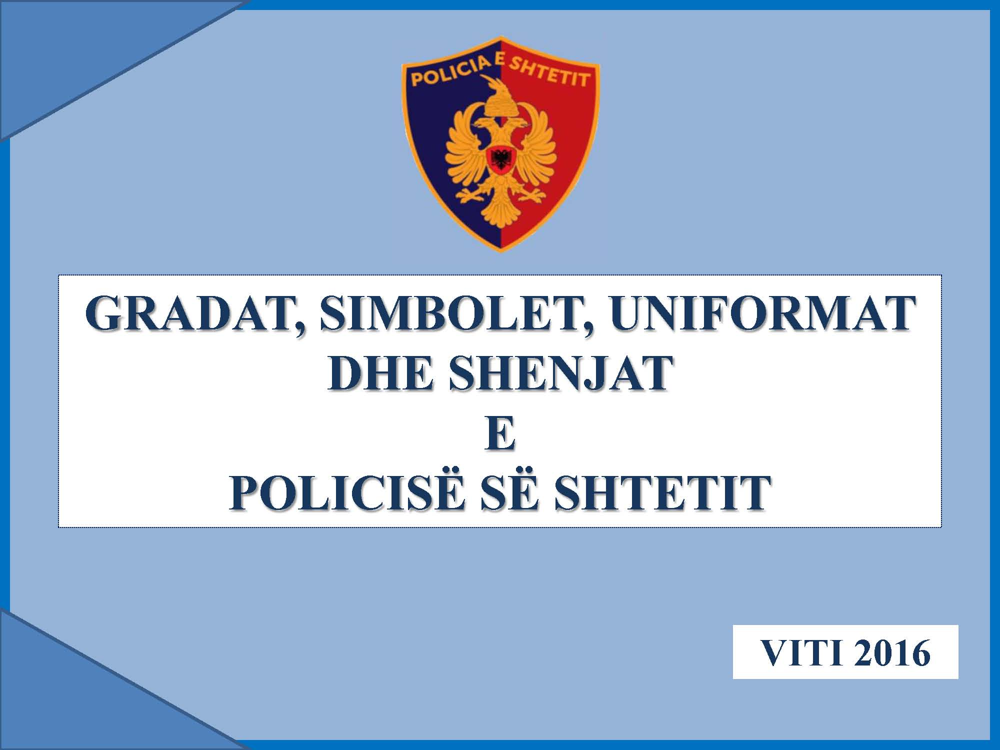 POLICIA E SHTETIT
GRADAT, SIMBOLET, UNIFORMAT
DHE SHENJAT
E
POLICISË SË SHTETIT
VITI 2016